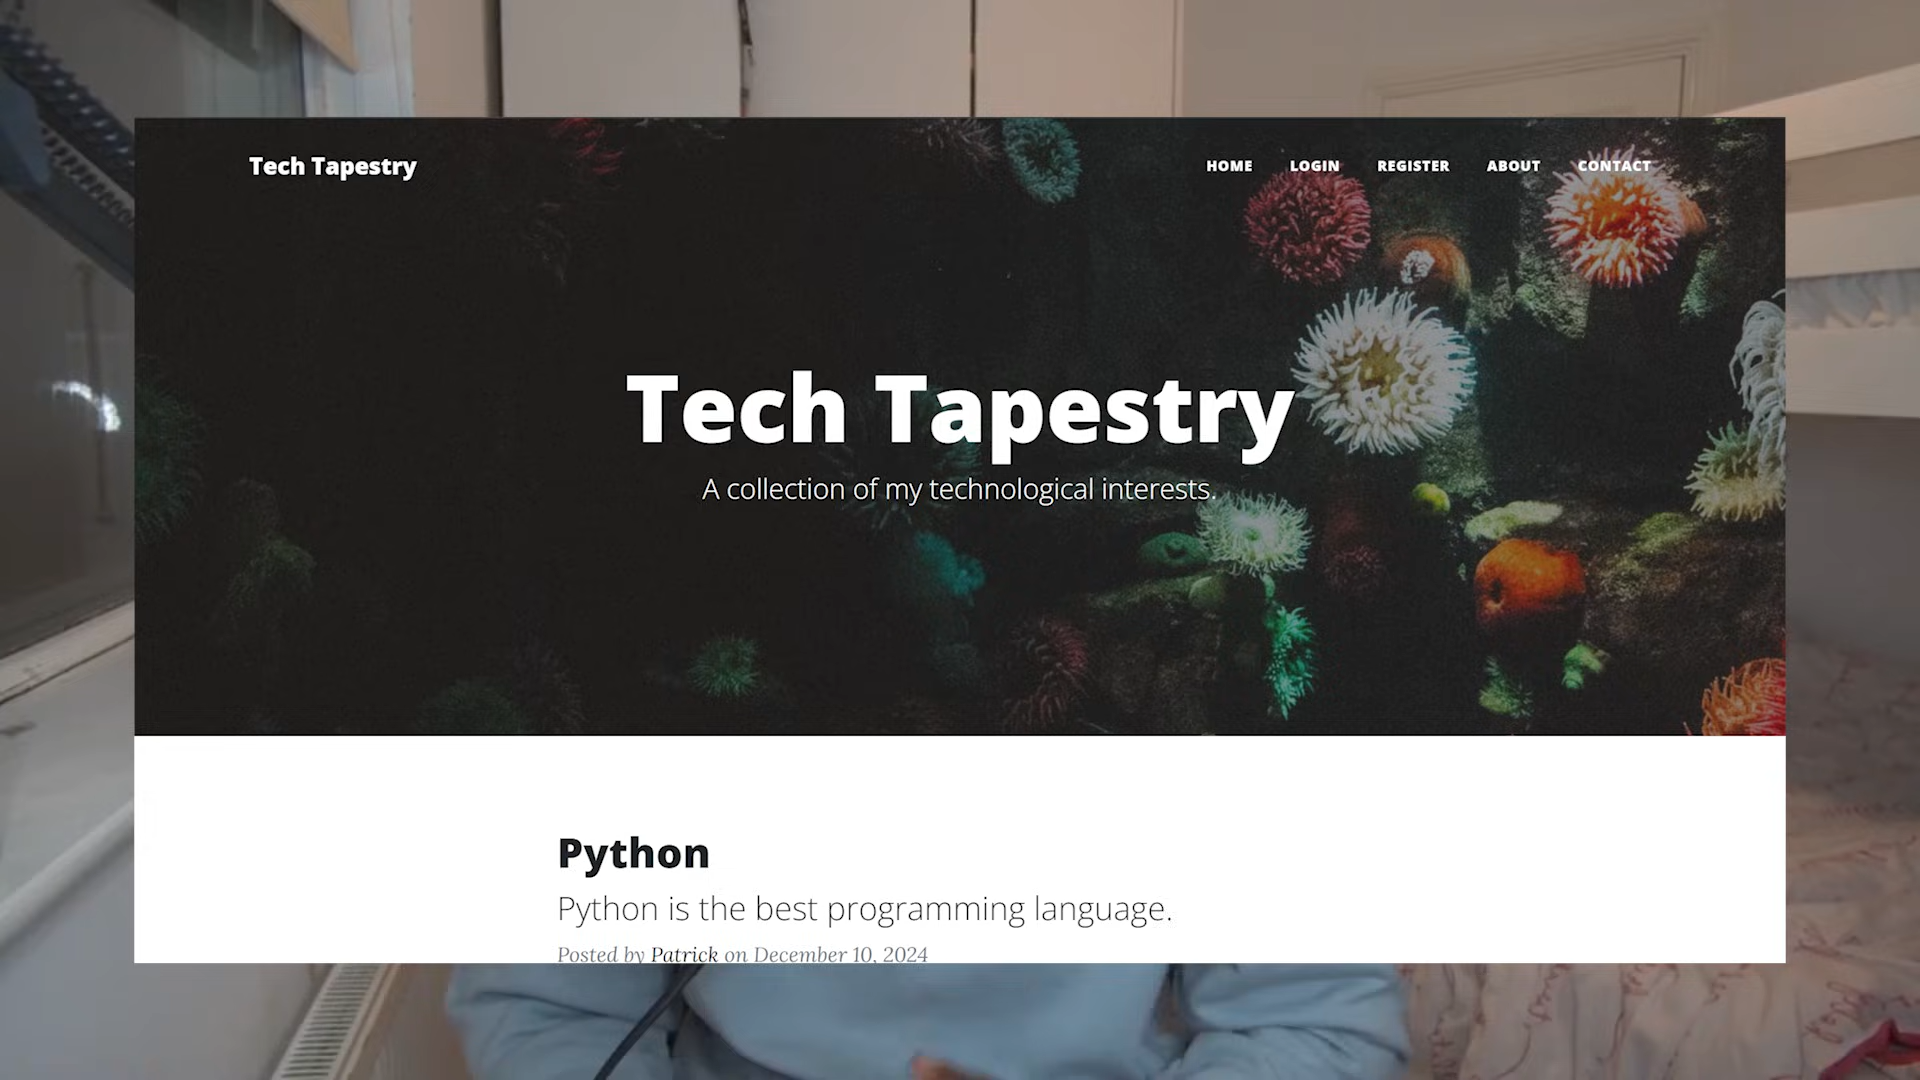 Tech Tapestry
HOME LOGIN REGISTER ABOUT CONTACT
Tech Tapestry
A collection of my technological interests.
Python
Python is the best programming language.
Posted by Patrick on December 10, 2024